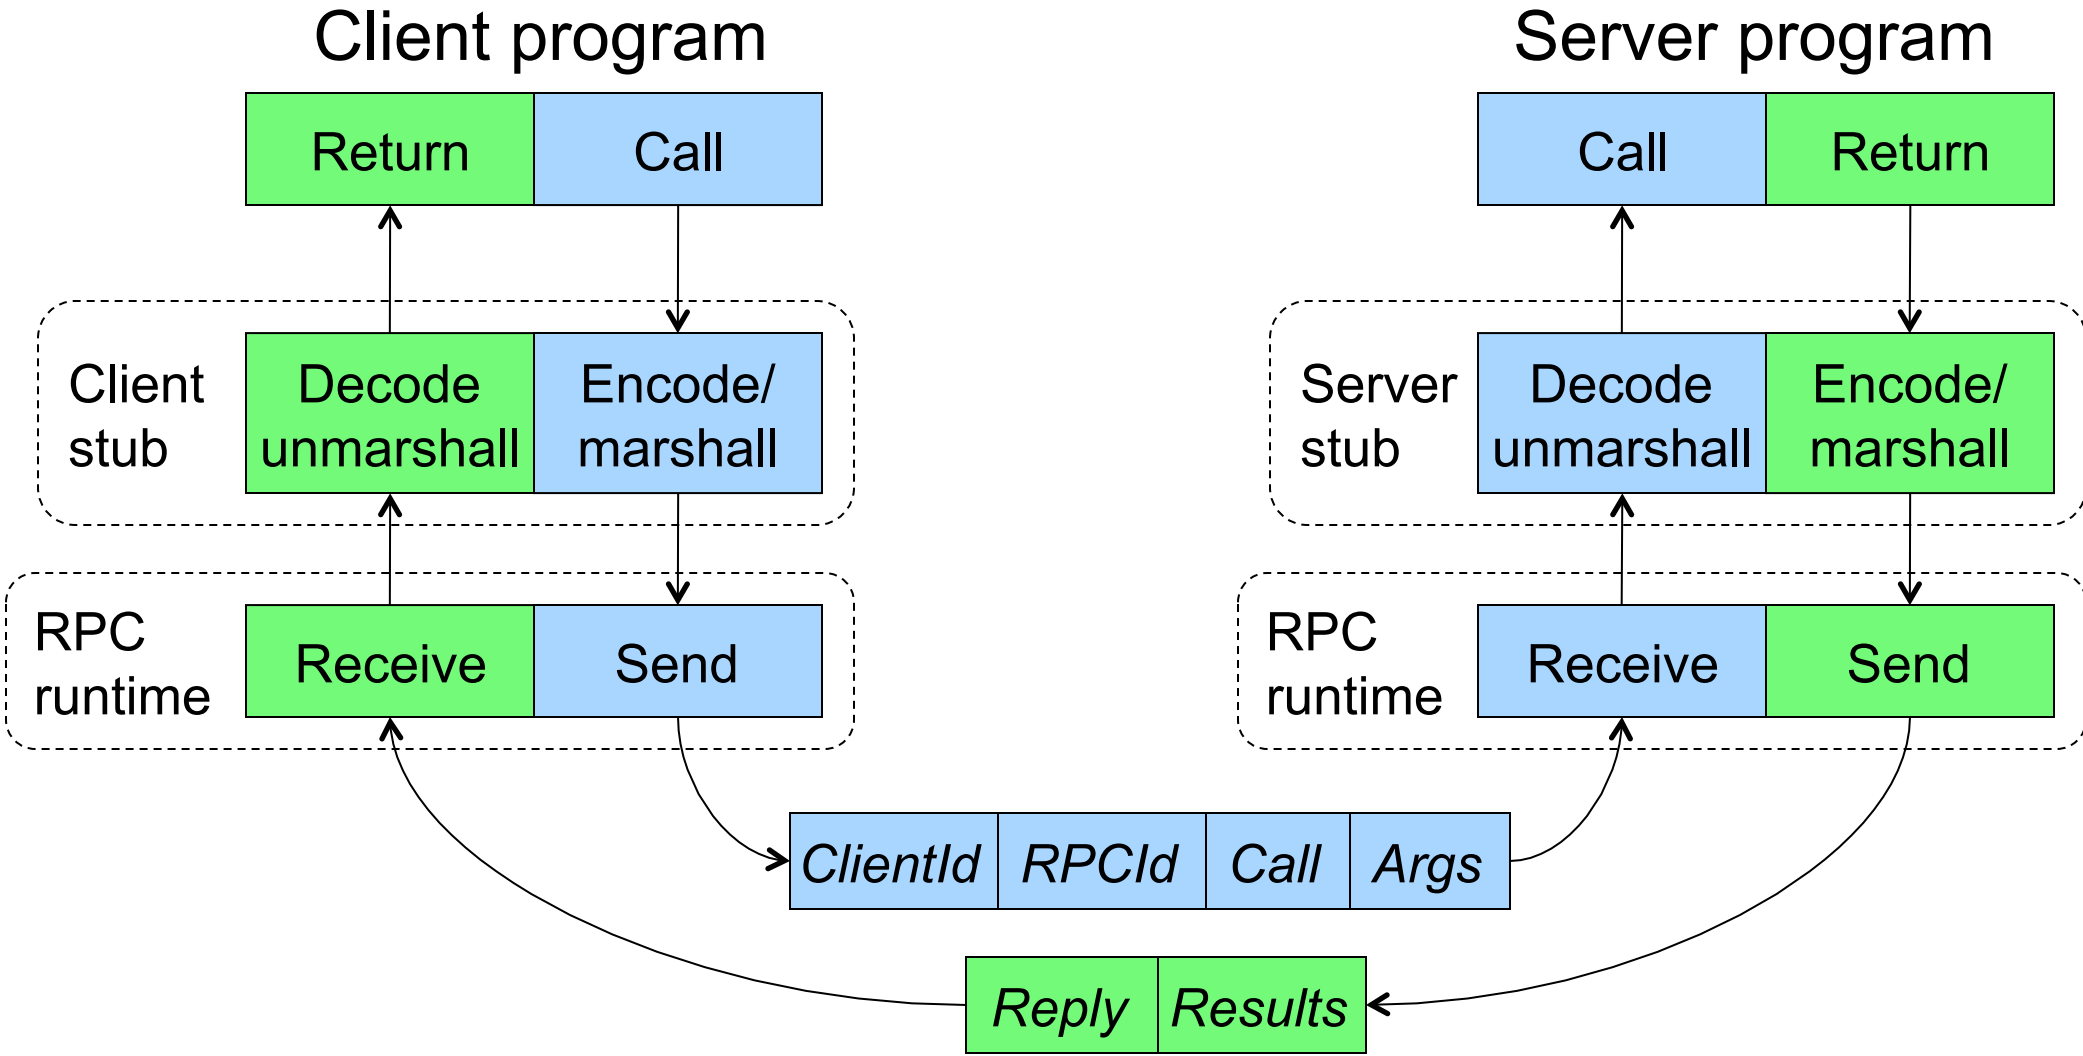 Client program
Server program
Return
Call
Call
Return
Client
stub
Decode
unmarshall
Encode/
marshall
Server
stub
Decode
unmarshall
Encode/
marshall
RPC
runtime
Receive
Send
RPC
runtime
Receive
Send
ClientId
RPCId
Call
Args
Reply
Results